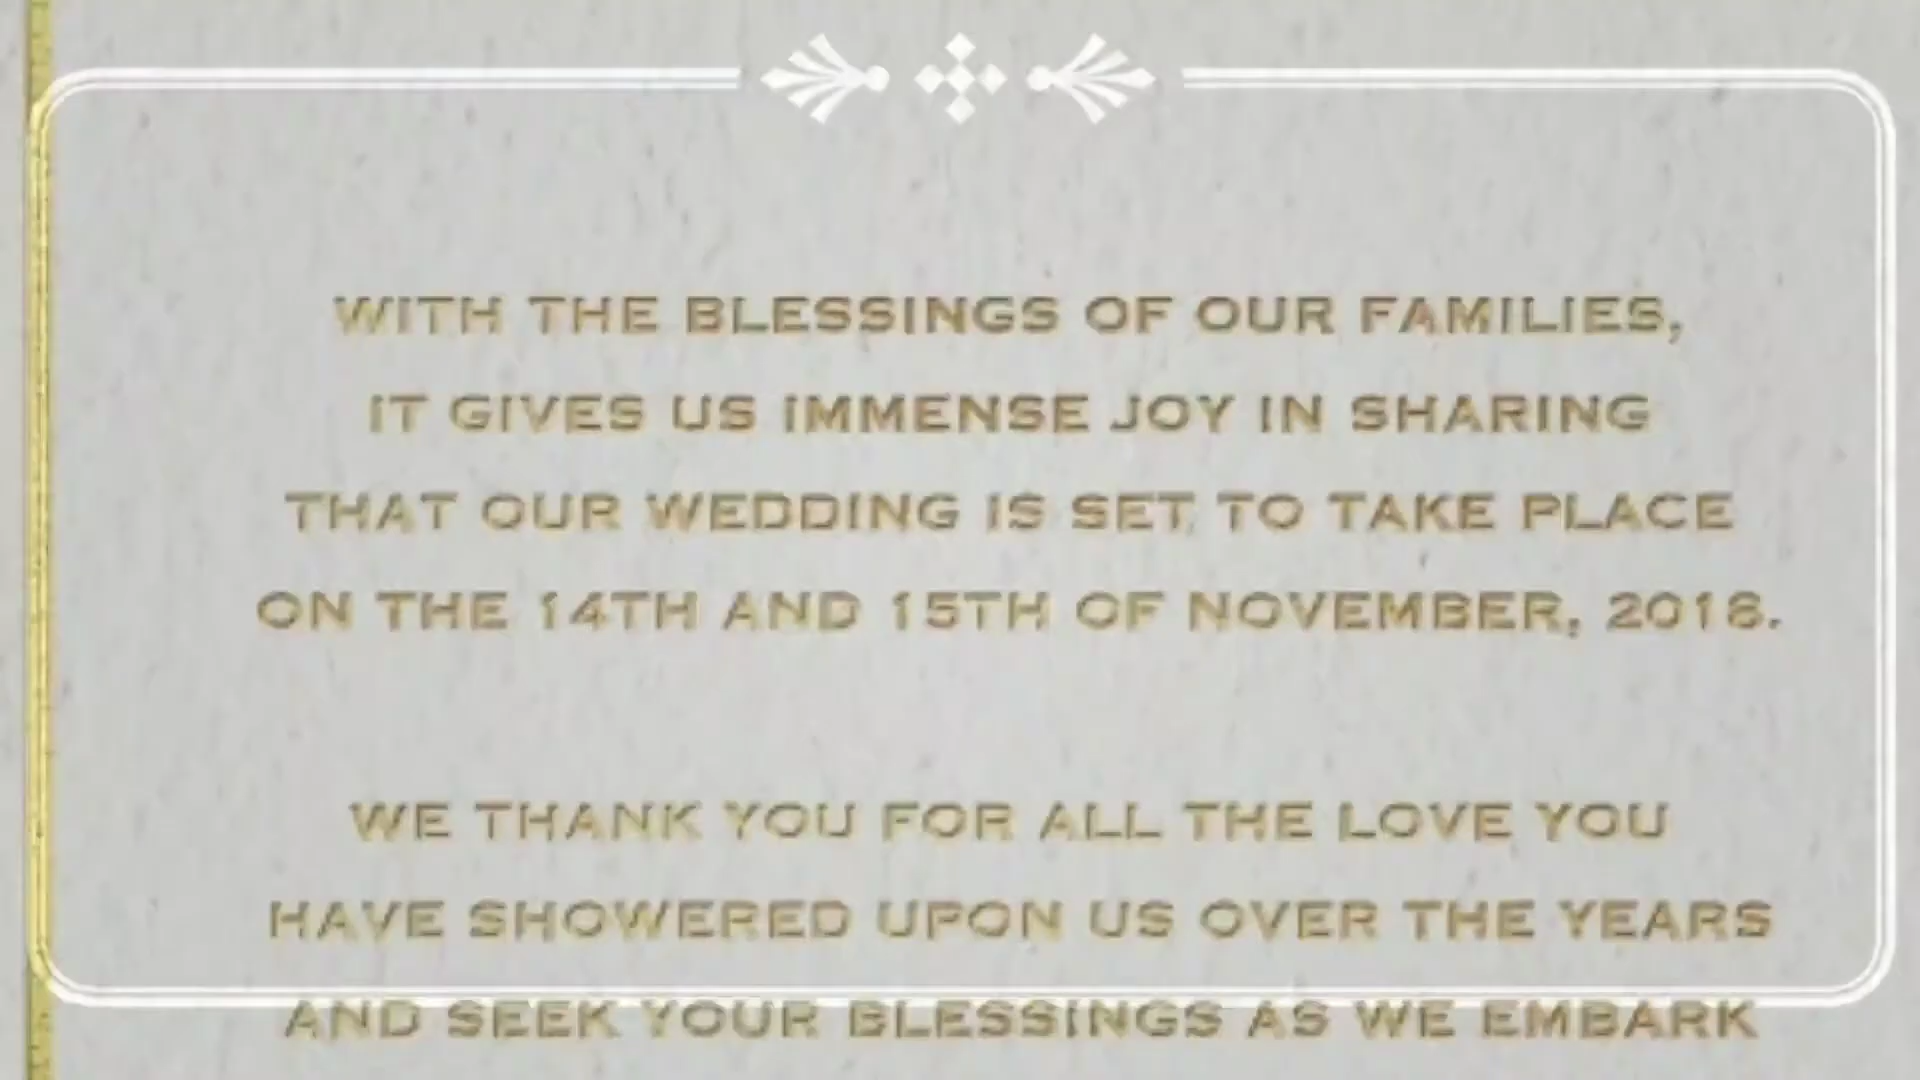 WITH THE BLESSINGS OF OUR FAMILIES,
IT GIVES US IMMENSE JOY IN SHARING
THAT OUR WEDDING IS SET TO TAKE PLACE
ON THE 14TH AND 15TH OF NOVEMBER, 2018.
WE THANK YOU FOR ALL THE LOVE YOU
HAVE SHOWERED UPON US OVER THE YEARS
AND SEEK YOUR BLESSINGS AS WE EMBARK